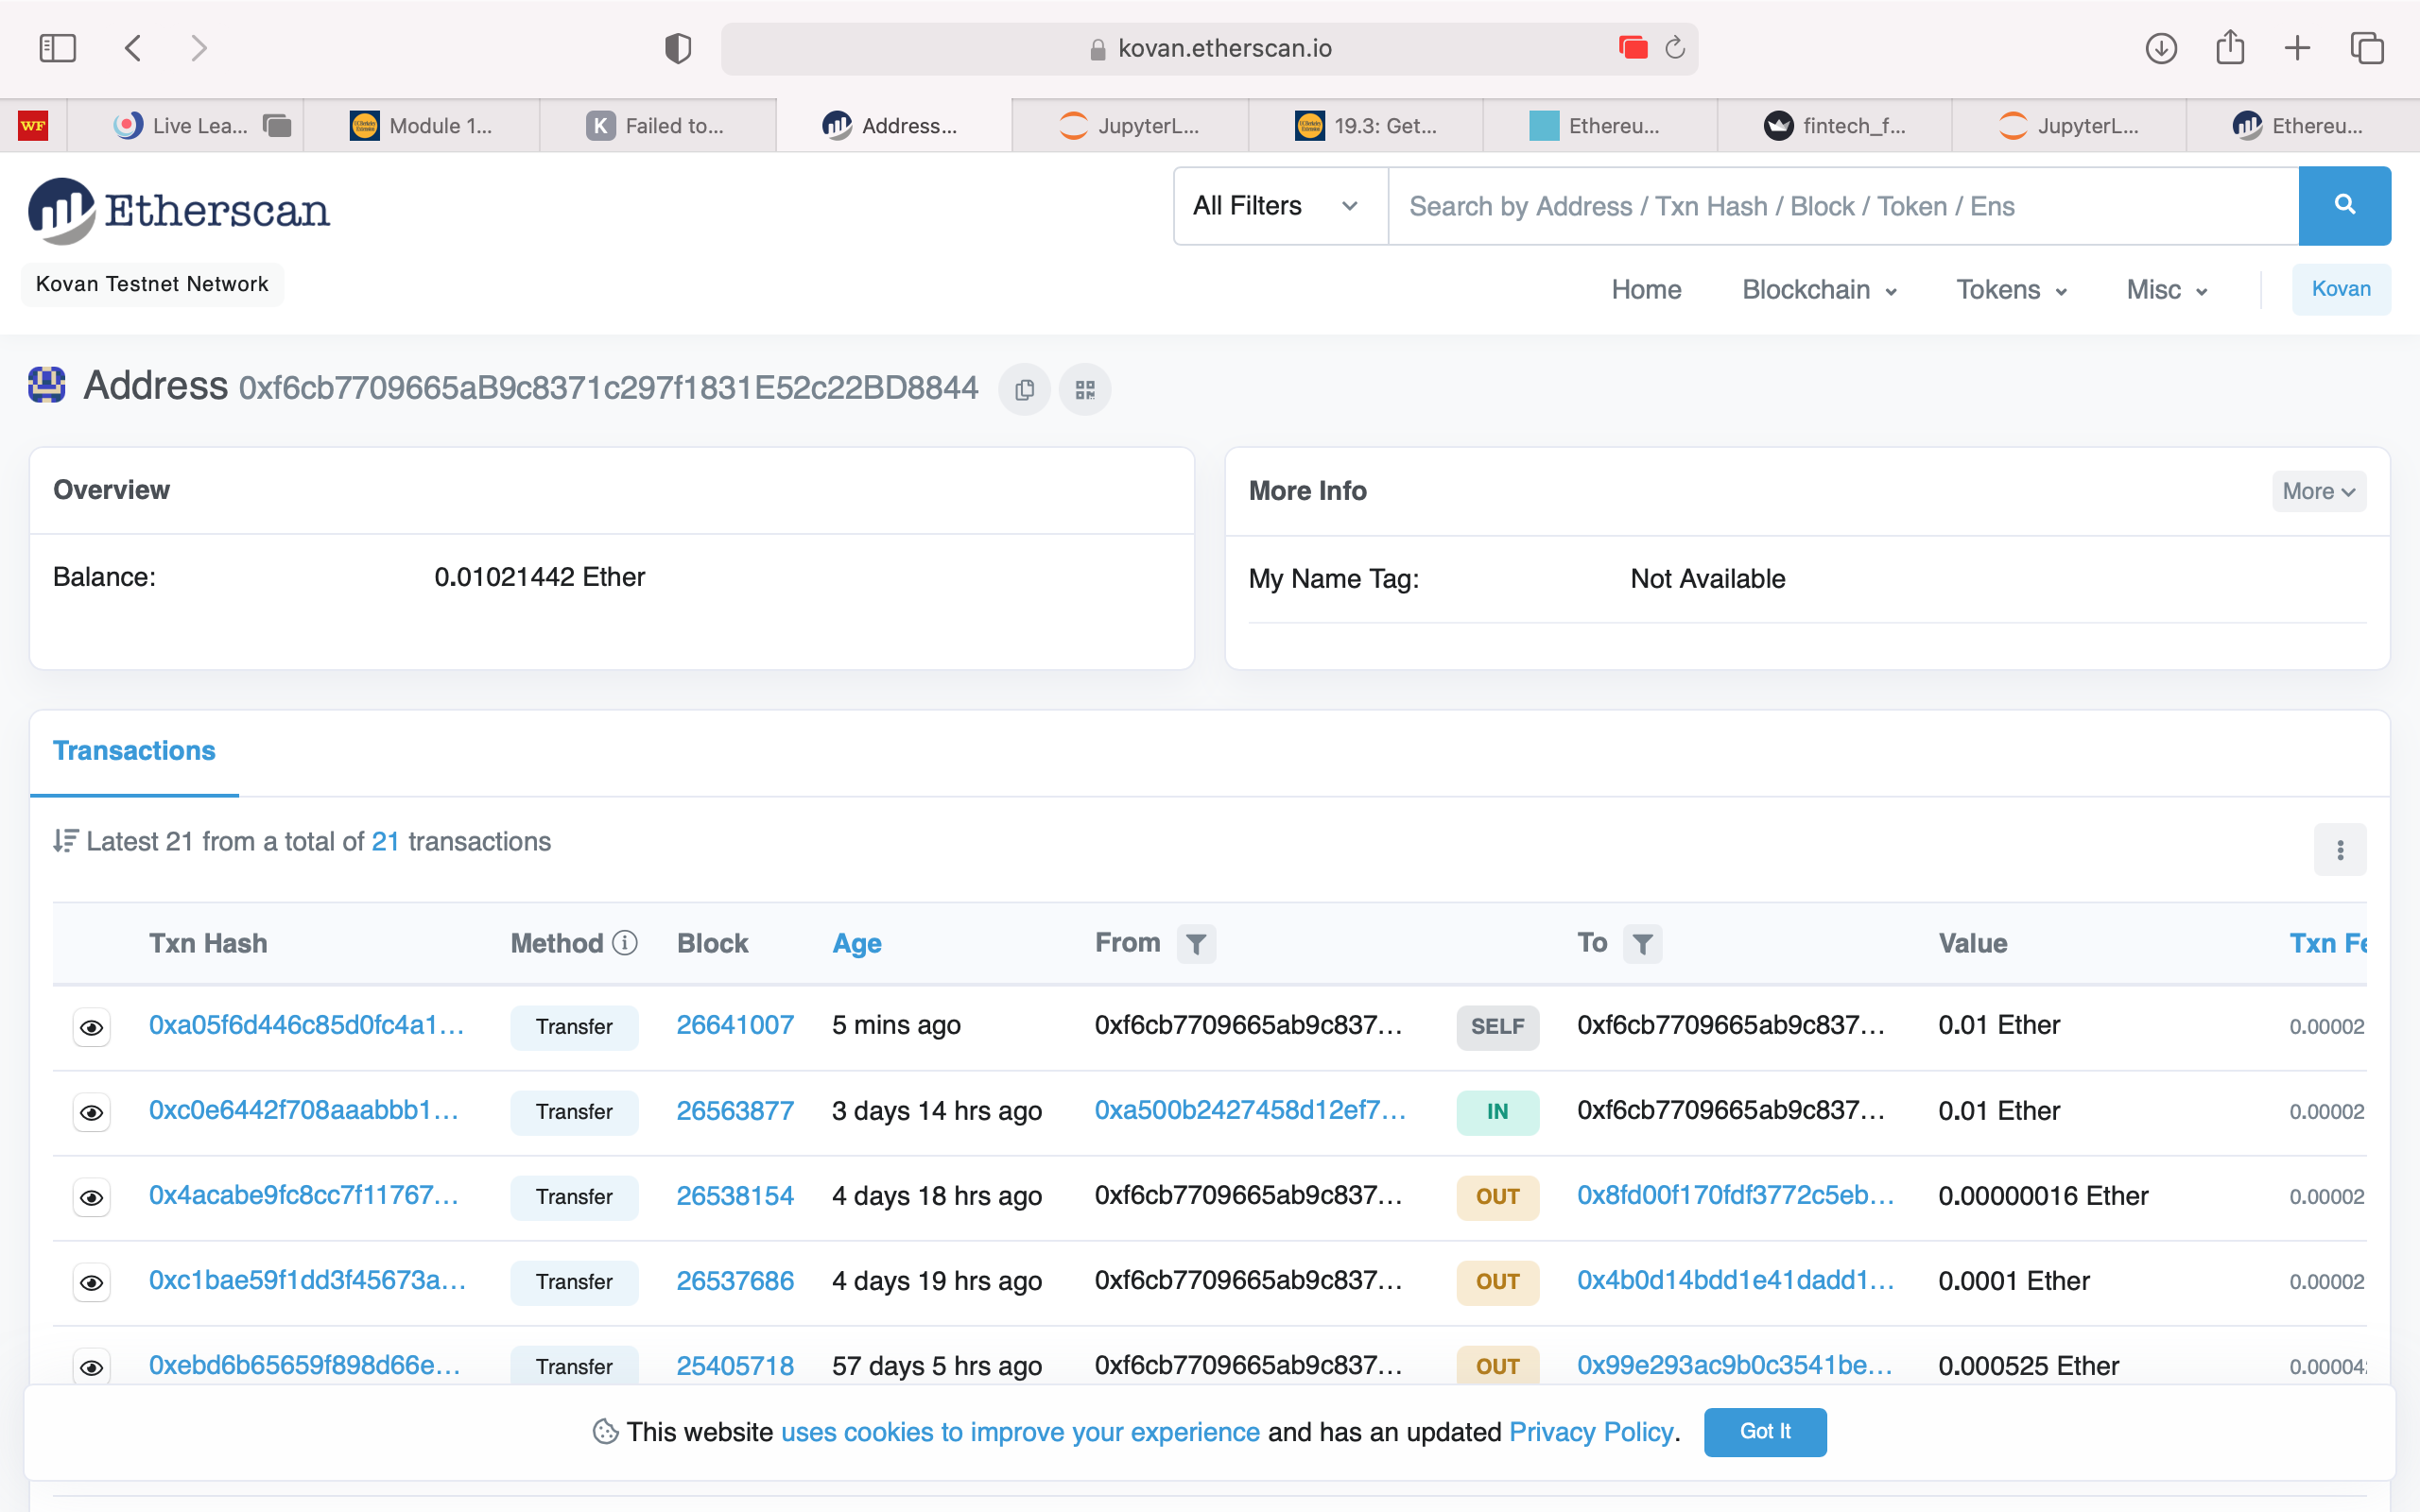 kovan.etherscan.io
WF
Live Lea...
Module 1...
K
Failed to...
Address...
JupyterL...
19.3: Get...
Ethereu...
fintech_f...
JupyterL...
Ethereu...
Etherscan
All Filters
Search by Address / Txn Hash / Block / Token / Ens
Kovan Testnet Network
Home
Blockchain
Tokens
Misc
Kovan
Address 0xf6cb7709665aB9c8371c297f1831E52c22BD8844
Overview
Balance:
0.01021442 Ether
More Info
More
My Name Tag:
Not Available
Transactions
Latest 21 from a total of 21 transactions
Txn Hash Method Block Age From To Value Txn Fe
0xa05f6d446c85d0fc4a1... Transfer 26641007 5 mins ago 0xf6cb7709665ab9c837... SELF 0xf6cb7709665ab9c837... 0.01 Ether 0.00002
0xc0e6442f708aaabbb1... Transfer 26563877 3 days 14 hrs ago 0xa500b2427458d12ef7... IN 0xf6cb7709665ab9c837... 0.01 Ether 0.00002
0x4acabe9fc8cc7f11767... Transfer 26538154 4 days 18 hrs ago 0xf6cb7709665ab9c837... OUT 0x8fd00f170fdf3772c5eb... 0.00000016 Ether 0.00002
0xc1bae59f1dd3f45673a... Transfer 26537686 4 days 19 hrs ago 0xf6cb7709665ab9c837... OUT 0x4b0d14bdd1e41dadd1... 0.0001 Ether 0.00002
0xebd6b65659f898d66e... Transfer 25405718 57 days 5 hrs ago 0xf6cb7709665ab9c837... OUT 0x99e293ac9b0c3541be... 0.000525 Ether 0.00004
This website uses cookies to improve your experience and has an updated Privacy Policy.
Got It